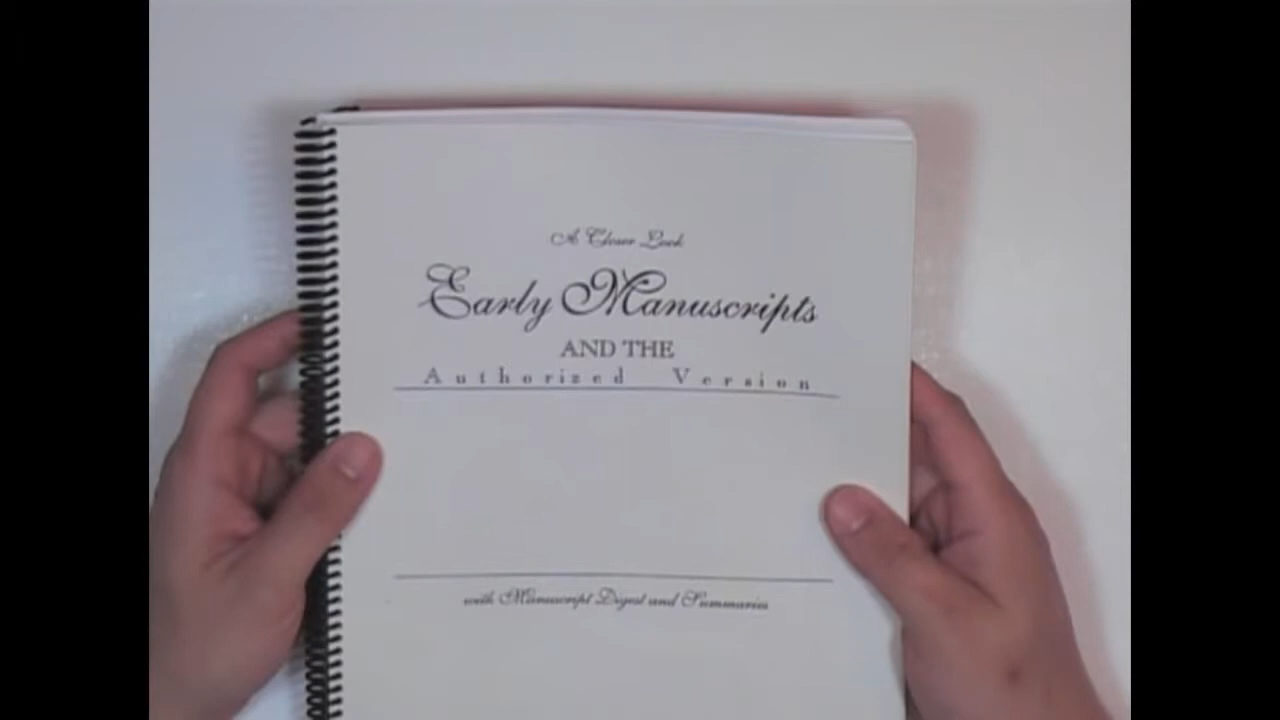 A Closer Look
Early Manuscripts
AND THE
Authorized Version
with Manuscript Digest and Summaries